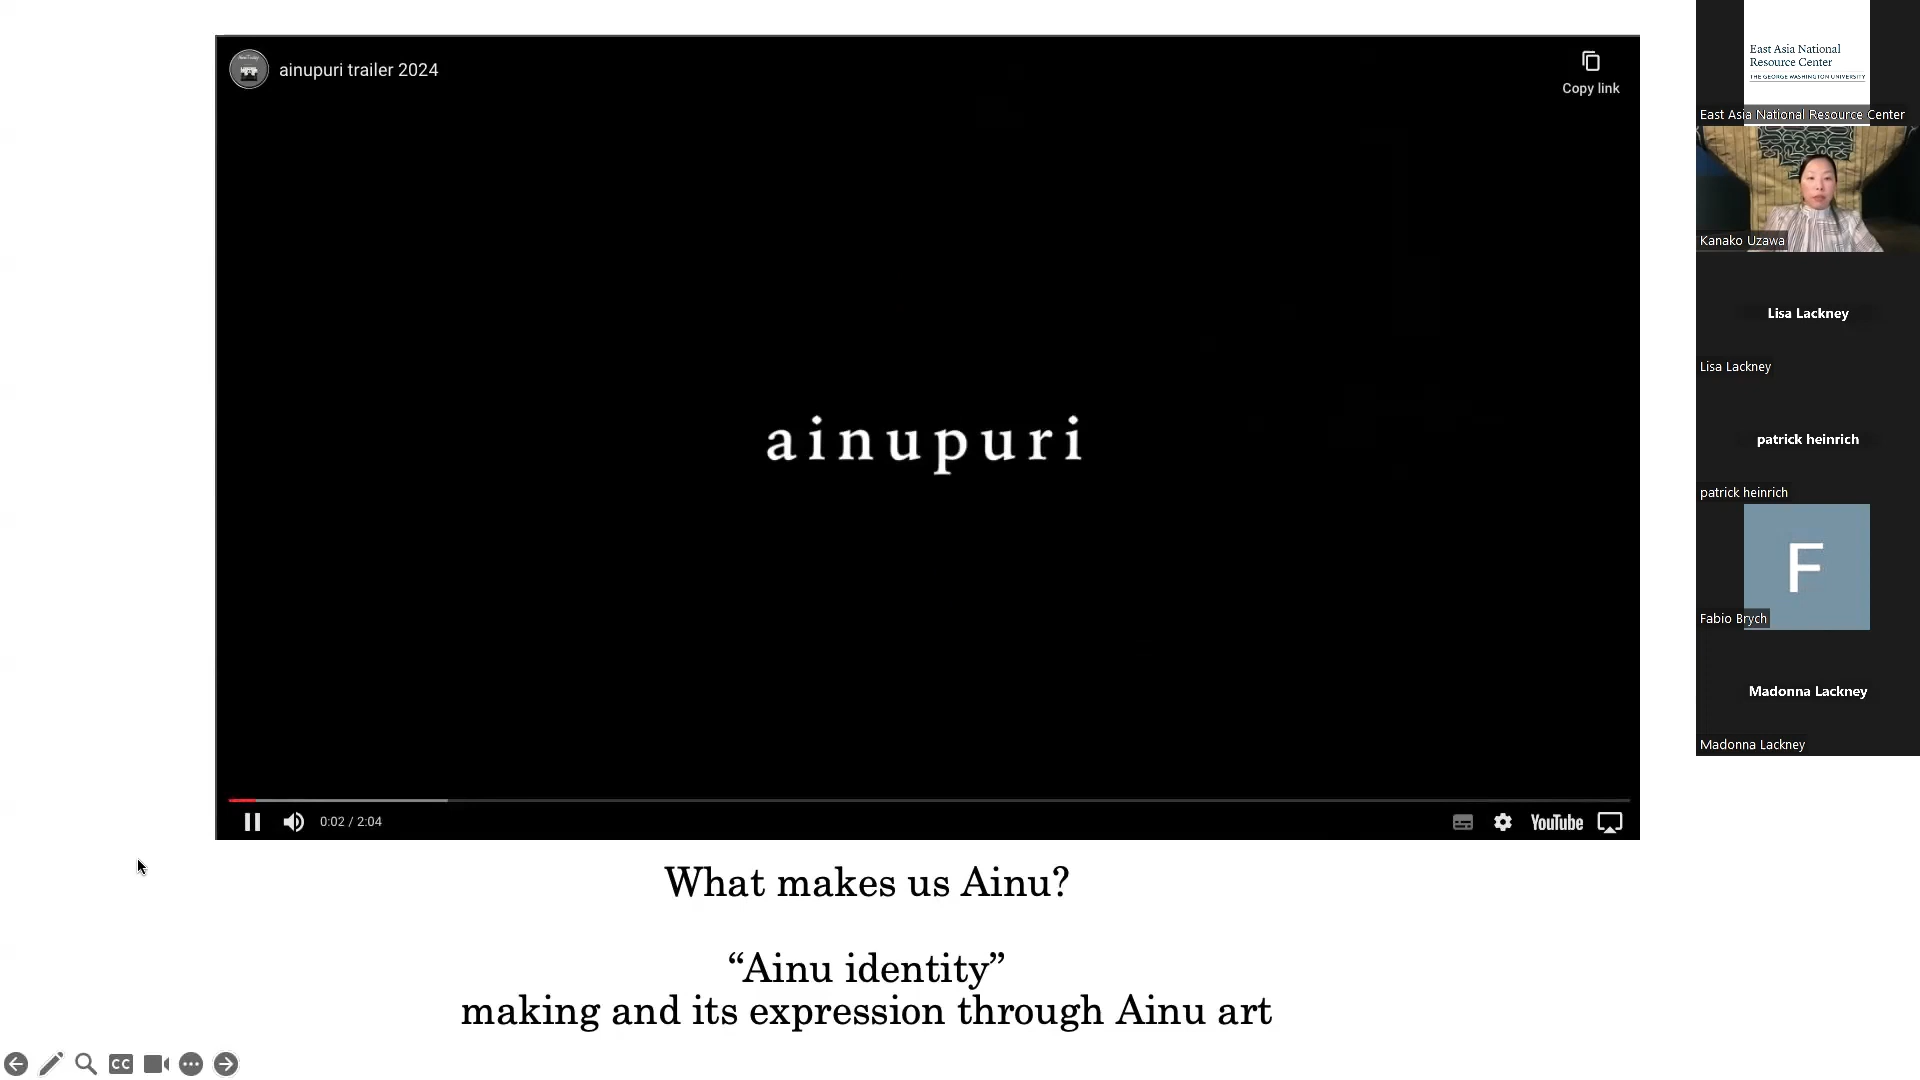 ainupuri trailer 2024
Copy link
ainupuri
0:02 / 2:04
YouTube
What makes us Ainu?
“Ainu identity”
making and its expression through Ainu art
CC
East Asia National
Resource Center
THE GEORGE WASHINGTON UNIVERSITY
East Asia National Resource Center
Kanako Uzawa
Lisa Lackney
Lisa Lackney
patrick heinrich
patrick heinrich
F
Fabio Brych
Madonna Lackney
Madonna Lackney